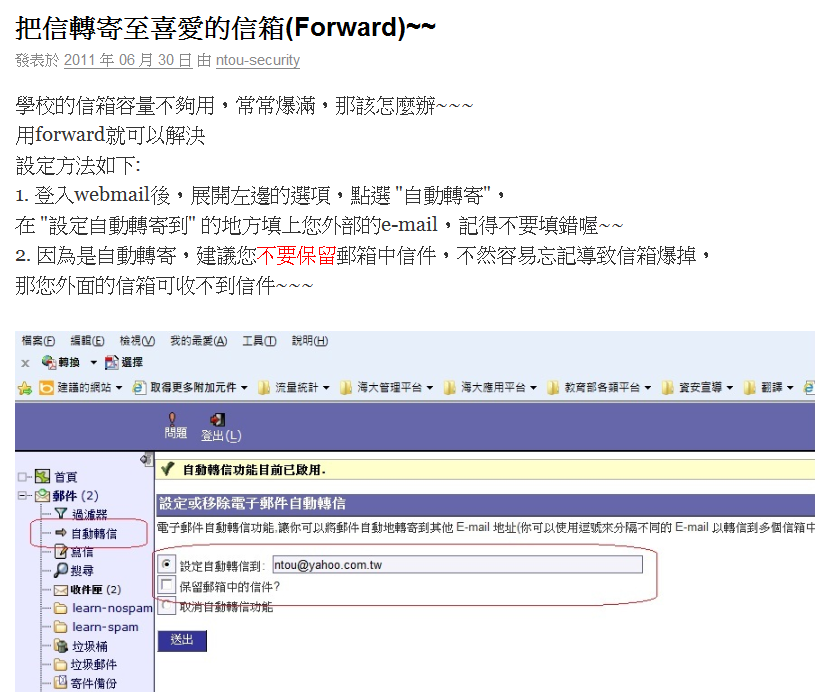 把信轉寄至喜愛的信箱(Forward)~~
發表於 2011 年 06 月 30 日 由 ntou-security
學校的信箱容量不夠用，常常爆滿，那該怎麼辦~~~
用forward就可以解決
設定方法如下:
1. 登入webmail後，展開左邊的選項，點選 "自動轉寄"，
在 "設定自動轉寄到" 的地方填上您外部的e-mail，記得不要填錯喔~~
2. 因為是自動轉寄，建議您不要保留郵箱中信件，不然容易忘記導致信箱爆掉，
那您外面的信箱可收不到信件~~~
檔案(F) 編輯(E) 檢視(V) 我的最愛(A) 工具(T) 說明(H)
x 轉換 選擇
建議的網站 取得更多附加元件 流量統計 海大管理平台 海大應用平台 教育部各類平台 資安宣導 翻譯
問題 登出(L)
自動轉信功能目前已啟用.
首頁
郵件 (2)
設定或移除電子郵件自動轉信
過濾器
電子郵件自動轉信功能,讓你可以將郵件自動地轉寄到其他 E-mail 地址(你可以使用逗號來分隔不同的 E-mail 以轉信到多個信箱中
自動轉信
寫信
設定自動轉信到: ntou@yahoo.com.tw
搜尋
保留郵箱中的信件?
收件匣 (2)
取消自動轉信功能
learn-nospam
learn-spam
送出
垃圾桶
垃圾郵件
寄件備份